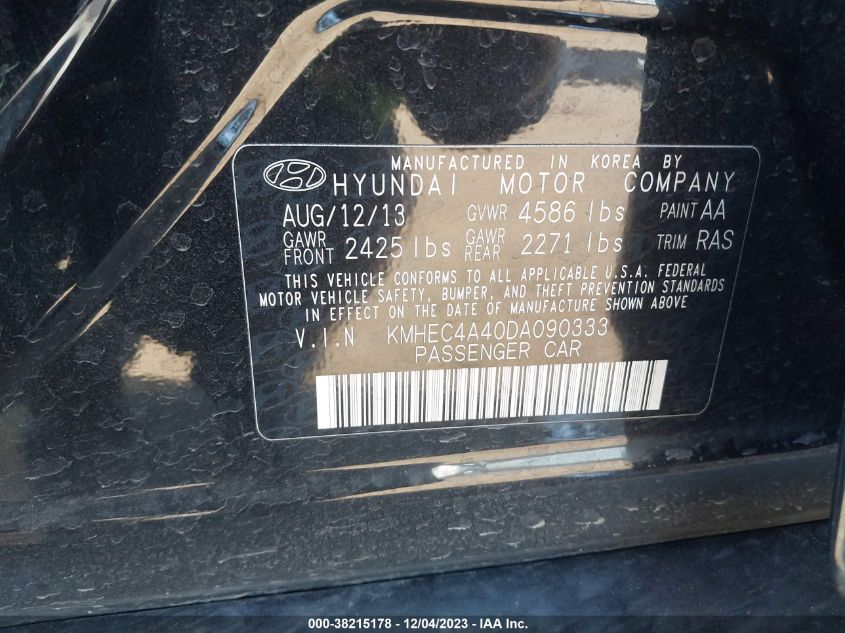 MANUFACTURED IN KOREA BY
HYUNDAI MOTOR COMPANY
AUG/12/13 GVWR 4586 lbs PAINT AA
GAWR FRONT 2425 lbs GAWR REAR 2271 lbs TRIM RAS
THIS VEHICLE CONFORMS TO ALL APPLICABLE U.S.A. FEDERAL
MOTOR VEHICLE SAFETY, BUMPER, AND THEFT PREVENTION STANDARDS
IN EFFECT ON THE DATE OF MANUFACTURE SHOWN ABOVE
V.I.N KMHEC4A40DA090333
PASSENGER CAR
000-38215178 - 12/04/2023 - IAA Inc.